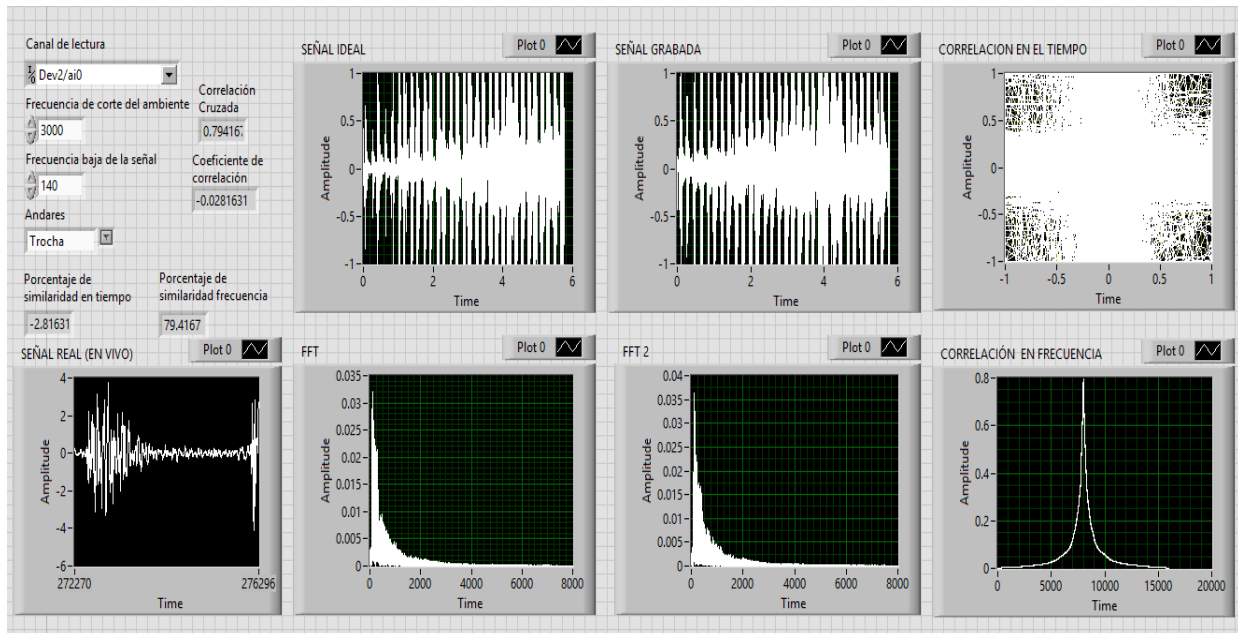 Canal de lectura
Dev2/ai0
Frecuencia de corte del ambiente
3000
Frecuencia baja de la señal
140
Andares
Trocha
Correlación
Cruzada
0.79416
Coeficiente de
correlación
-0.0281631
Porcentaje de
similaridad en tiempo
-2.81631
Porcentaje de
similaridad frecuencia
79.4167
SEÑAL IDEAL
Plot 0
Amplitude
1
0.5
0
-0.5
-1
0 2 4 6
Time
SEÑAL GRABADA
Plot 0
Amplitude
1
0.5
0
-0.5
-1
0 2 4 6
Time
CORRELACION EN EL TIEMPO
Plot 0
Amplitude
1
0.5
0
-0.5
-1
-1 -0.5 0 0.5 1
Time
SEÑAL REAL (EN VIVO)
Plot 0
Amplitude
4
2
0
-2
-4
-6
272270 276296
Time
FFT
Plot 0
Amplitude
0.035
0.03
0.025
0.02
0.015
0.01
0.005
0
0 2000 4000 6000 8000
Time
FFT 2
Plot 0
Amplitude
0.04
0.035
0.03
0.025
0.02
0.015
0.01
0.005
0
0 2000 4000 6000 8000
Time
CORRELACIÓN EN FRECUENCIA
Plot 0
Amplitude
0.8
0.6
0.4
0.2
0
0 5000 10000 15000 20000
Time